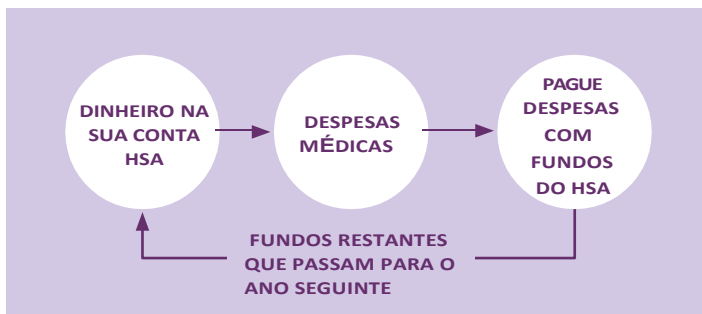 DINHEIRO NA
SUA CONTA
HSA
DESPESAS
MÉDICAS
PAGUE
DESPESAS
COM
FUNDOS
DO HSA
FUNDOS RESTANTES
QUE PASSAM PARA O
ANO SEGUINTE